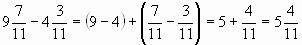 9 7/11 − 4 3/11 = (9 − 4) + (7/11 − 3/11) = 5 + 4/11 = 5 4/11